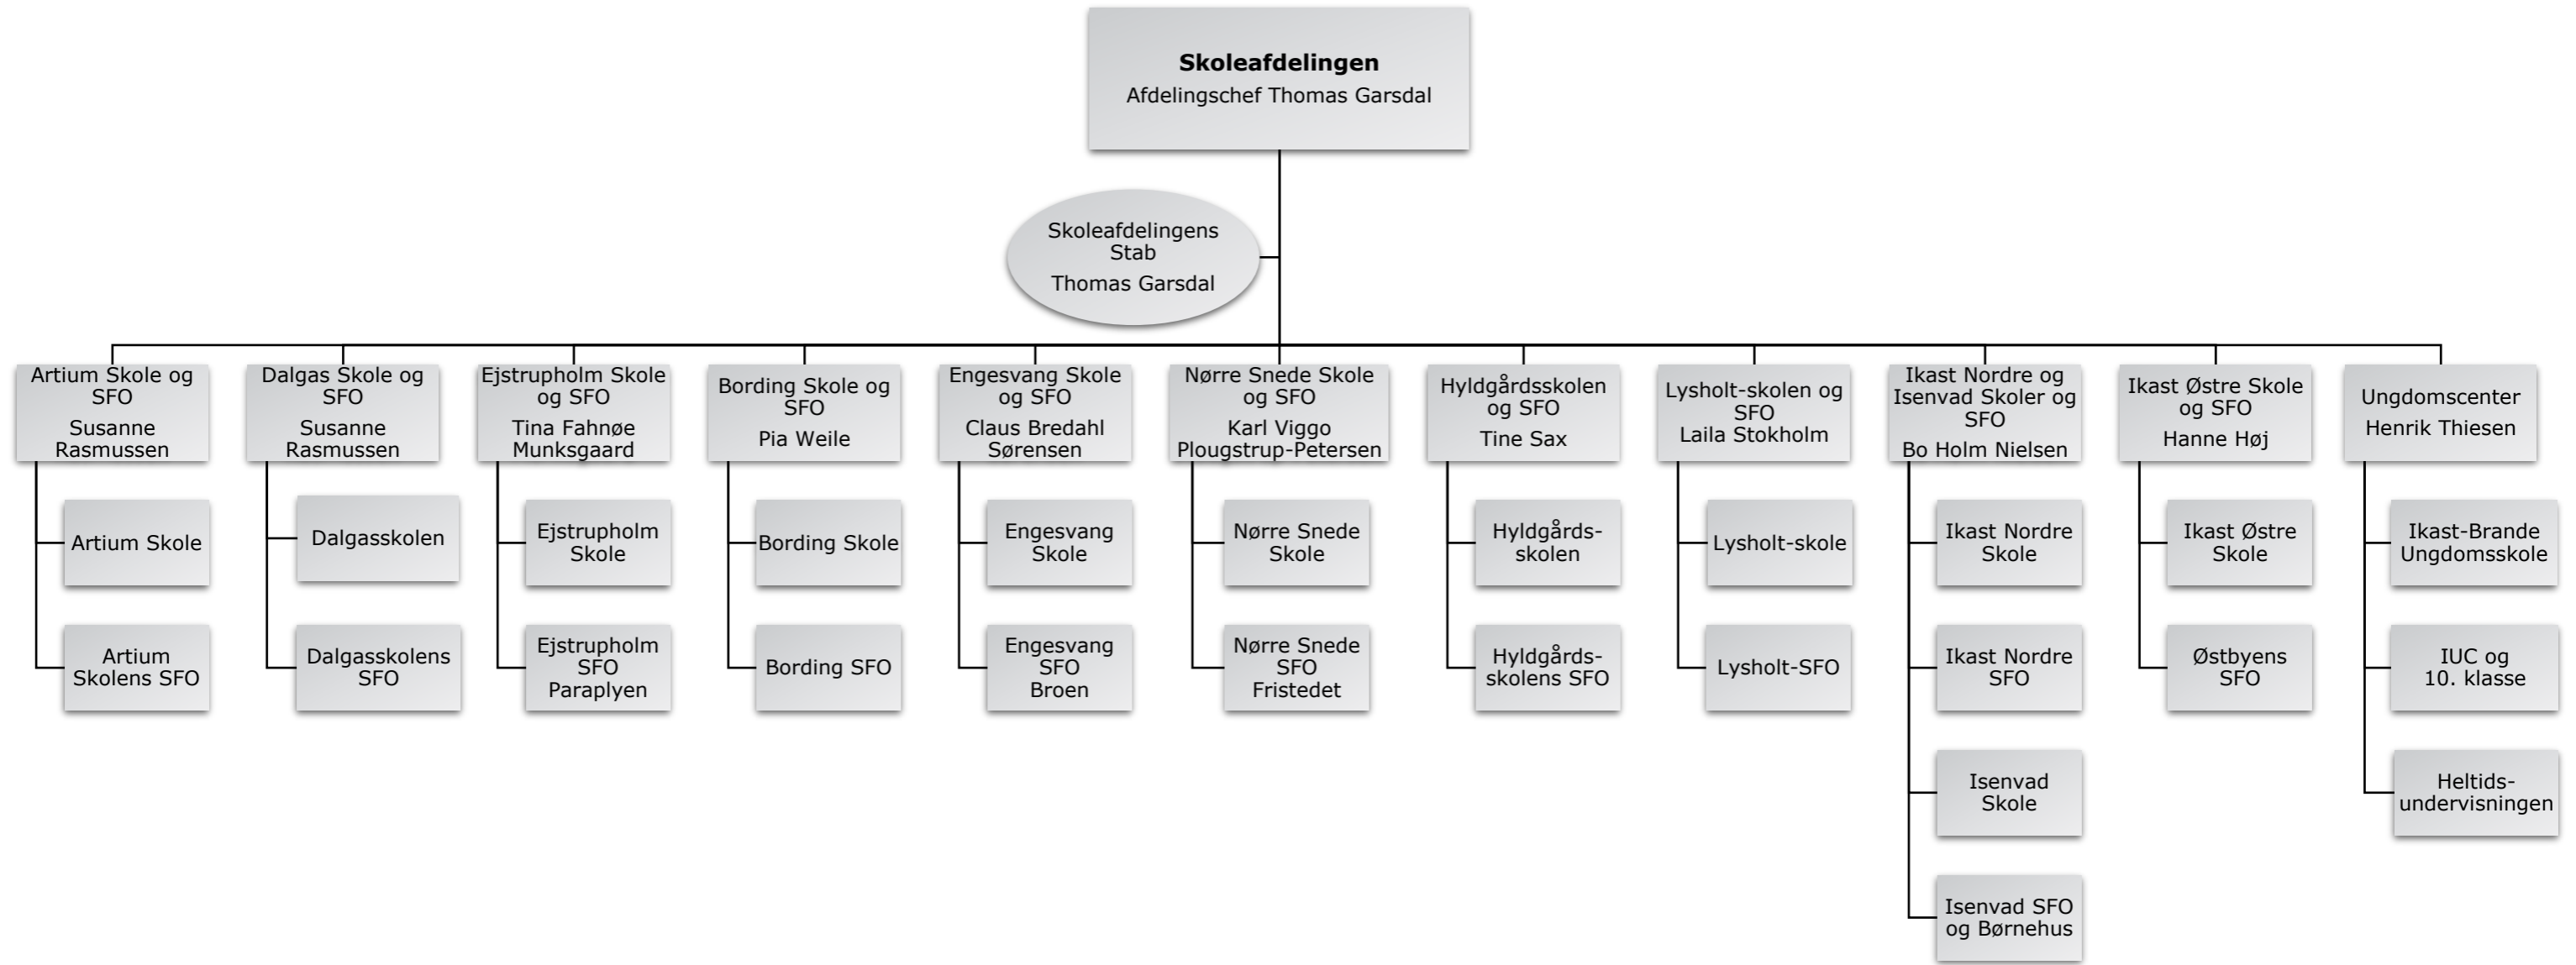 Skoleafdelingen
Afdelingschef Thomas Garsdal
Skoleafdelingens
Stab
Thomas Garsdal
Artium Skole og
SFO
Susanne
Rasmussen
Dalgas Skole og
SFO
Susanne
Rasmussen
Ejstrupholm Skole
og SFO
Tina Fahnøe
Munksgaard
Bording Skole og
SFO
Pia Weile
Engesvang Skole
og SFO
Claus Bredahl
Sørensen
Nørre Snede Skole
og SFO
Karl Viggo
Plougstrup-Petersen
Hyldgårdsskolen
og SFO
Tine Sax
Lysholt-skolen og
SFO
Laila Stokholm
Ikast Nordre og
Isenvad Skoler og
SFO
Bo Holm Nielsen
Ikast Østre Skole
og SFO
Hanne Høj
Ungdomscenter
Henrik Thiesen
Artium Skole
Dalgasskolen
Ejstrupholm
Skole
Bording Skole
Engesvang
Skole
Nørre Snede
Skole
Hyldgårds-
skolen
Lysholt-skole
Ikast Nordre
Skole
Ikast Østre
Skole
Ikast-Brande
Ungdomsskole
Artium
Skolens SFO
Dalgasskolens
SFO
Ejstrupholm
SFO
Paraplyen
Bording SFO
Engesvang
SFO
Broen
Nørre Snede
SFO
Fristedet
Hyldgårds-
skolens SFO
Lysholt-SFO
Ikast Nordre
SFO
Østbyens
SFO
IUC og
10. klasse
Isenvad
Skole
Heltids-
undervisningen
Isenvad SFO
og Børnehus